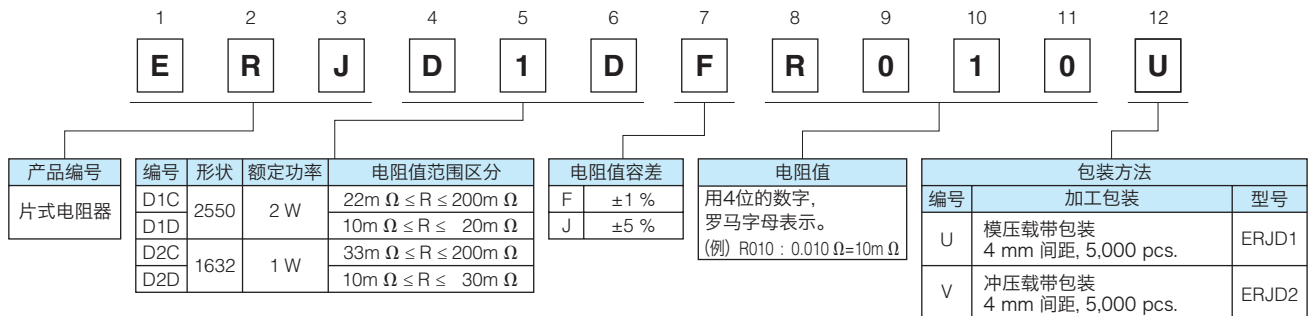 1 2 3 4 5 6 7 8 9 10 11 12
E R J D 1 D F R 0 1 0 U
产品编号
片式电阻器
编号 形状 额定功率 电阻值范围区分
D1C 2550 2 W 22m Ω ≤ R ≤ 200m Ω
D1D 10m Ω ≤ R ≤ 20m Ω
D2C 1632 1 W 33m Ω ≤ R ≤ 200m Ω
D2D 10m Ω ≤ R ≤ 30m Ω
电阻值容差
F ±1 %
J ±5 %
电阻值
用4位的数字,
罗马字母表示。
(例) R010 : 0.010 Ω=10m Ω
包装方法
编号 加工包装 型号
U 模压载带包装 ERJD1
4 mm 间距, 5,000 pcs.
V 冲压载带包装 ERJD2
4 mm 间距, 5,000 pcs.